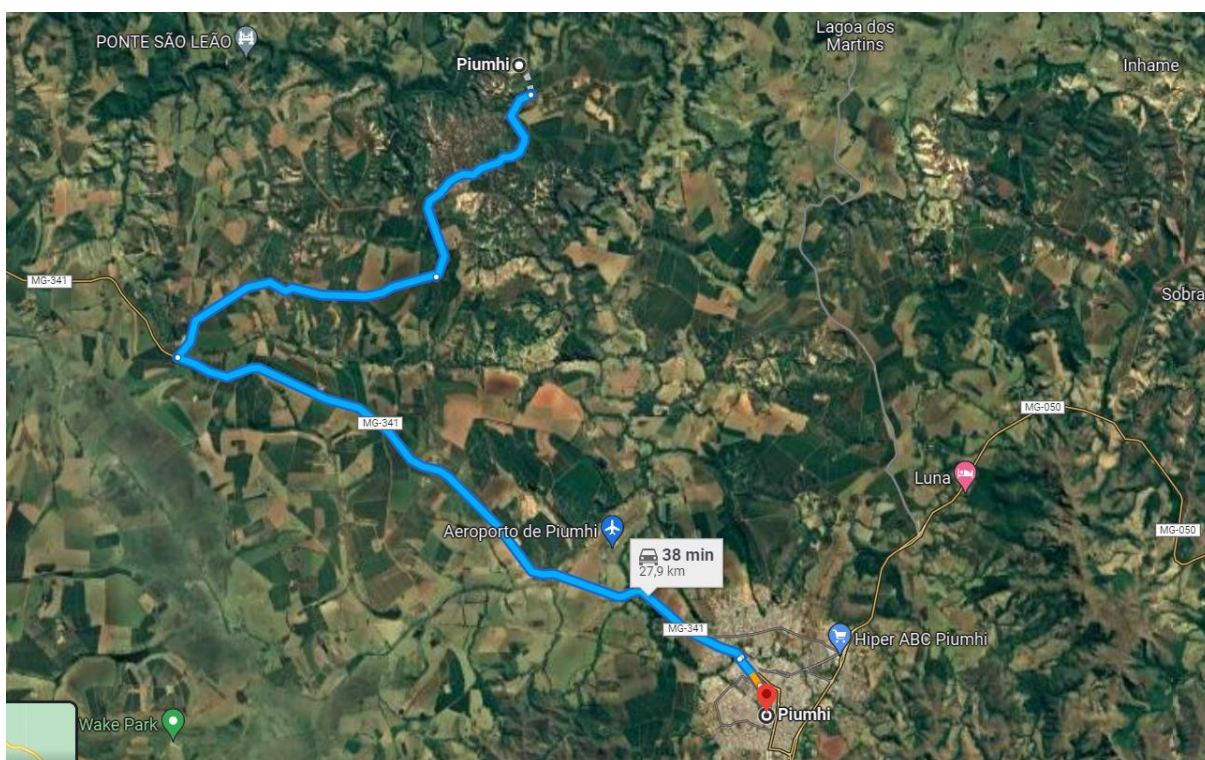 Lagoa dos
Martins
PONTE SÃO LEÃO
Piumhi
Inhame
MG-341
Sobra
MG-050
MG-341
Luna
Aeroporto de Piumhi
MG-050
38 min
27,9 km
MG-341
Hiper ABC Piumhi
Piumhi
Wake Park